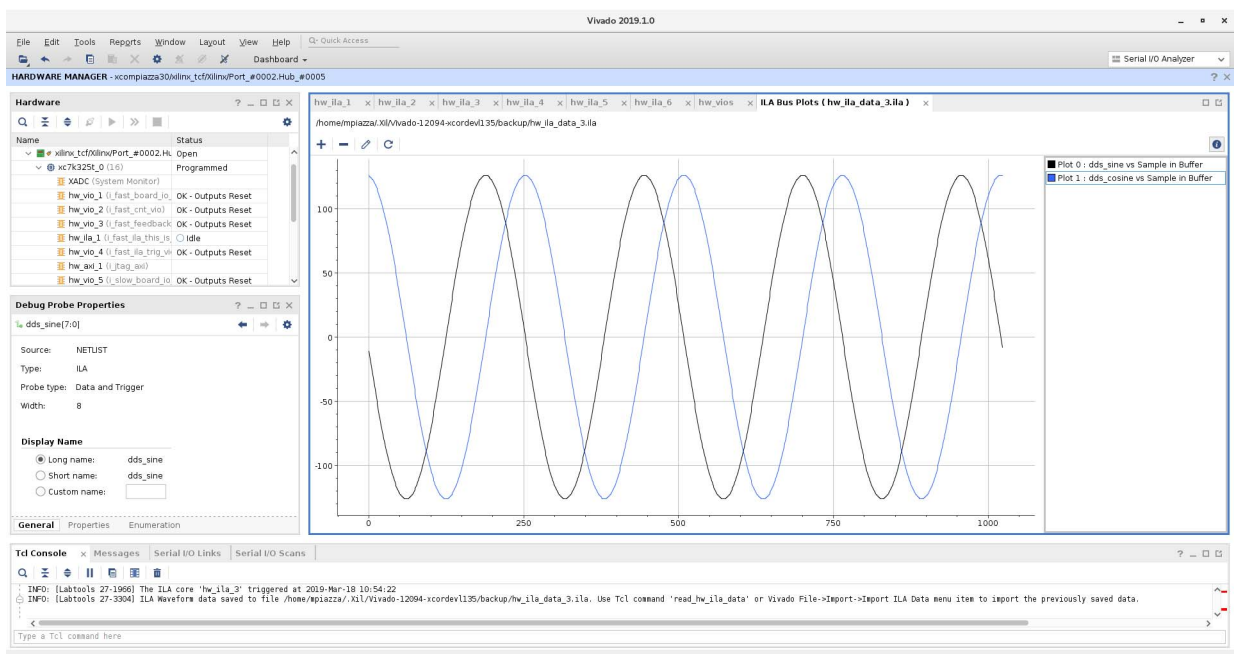 Vivado 2019.1.0
File Edit Tools Reports Window Layout View Help Q- Quick Access
Dashboard
Serial I/O Analyzer
HARDWARE MANAGER - xcompiazza30/xilinx_tcf/Xilinx/Port_#0002.Hub_#0005
Hardware
Name Status
xilinx_tcf/Xilinx/Port_#0002.Hu Open
xc7k325t_0 (16) Programmed
XADC (System Monitor)
hw_vio_1 (i_fast_board_io_ OK - Outputs Reset
hw_vio_2 (i_fast_cnt_vio) OK - Outputs Reset
hw_vio_3 (i_fast_feedback OK - Outputs Reset
hw_ila_1 (i_fast_ila_this_is_ Idle
hw_vio_4 (i_fast_ila_trig_vi OK - Outputs Reset
hw_axi_1 (i_jtag_axi)
hw_vio_5 (i_slow_board_io OK - Outputs Reset
Debug Probe Properties
dds_sine[7:0]
Source: NETLIST
Type: ILA
Probe type: Data and Trigger
Width: 8
Display Name
Long name: dds_sine
Short name: dds_sine
Custom name:
General Properties Enumeration
hw_ila_1 hw_ila_2 hw_ila_3 hw_ila_4 hw_ila_5 hw_ila_6 hw_vios ILA Bus Plots ( hw_ila_data_3.ila )
/home/mpiazza/.Xil/Vivado-12094-xcordevl135/backup/hw_ila_data_3.ila
100
50
0
-50
-100
0 250 500 750 1000
Plot 0 : dds_sine vs Sample in Buffer
Plot 1 : dds_cosine vs Sample in Buffer
Tcl Console Messages Serial I/O Links Serial I/O Scans
INFO: [Labtools 27-1966] The ILA core 'hw_ila_3' triggered at 2019-Mar-18 10:54:22
INFO: [Labtools 27-3304] ILA Waveform data saved to file /home/mpiazza/.Xil/Vivado-12094-xcordevl135/backup/hw_ila_data_3.ila. Use Tcl command 'read_hw_ila_data' or Vivado File->Import->Import ILA Data menu item to import the previously saved data.
Type a Tcl command here